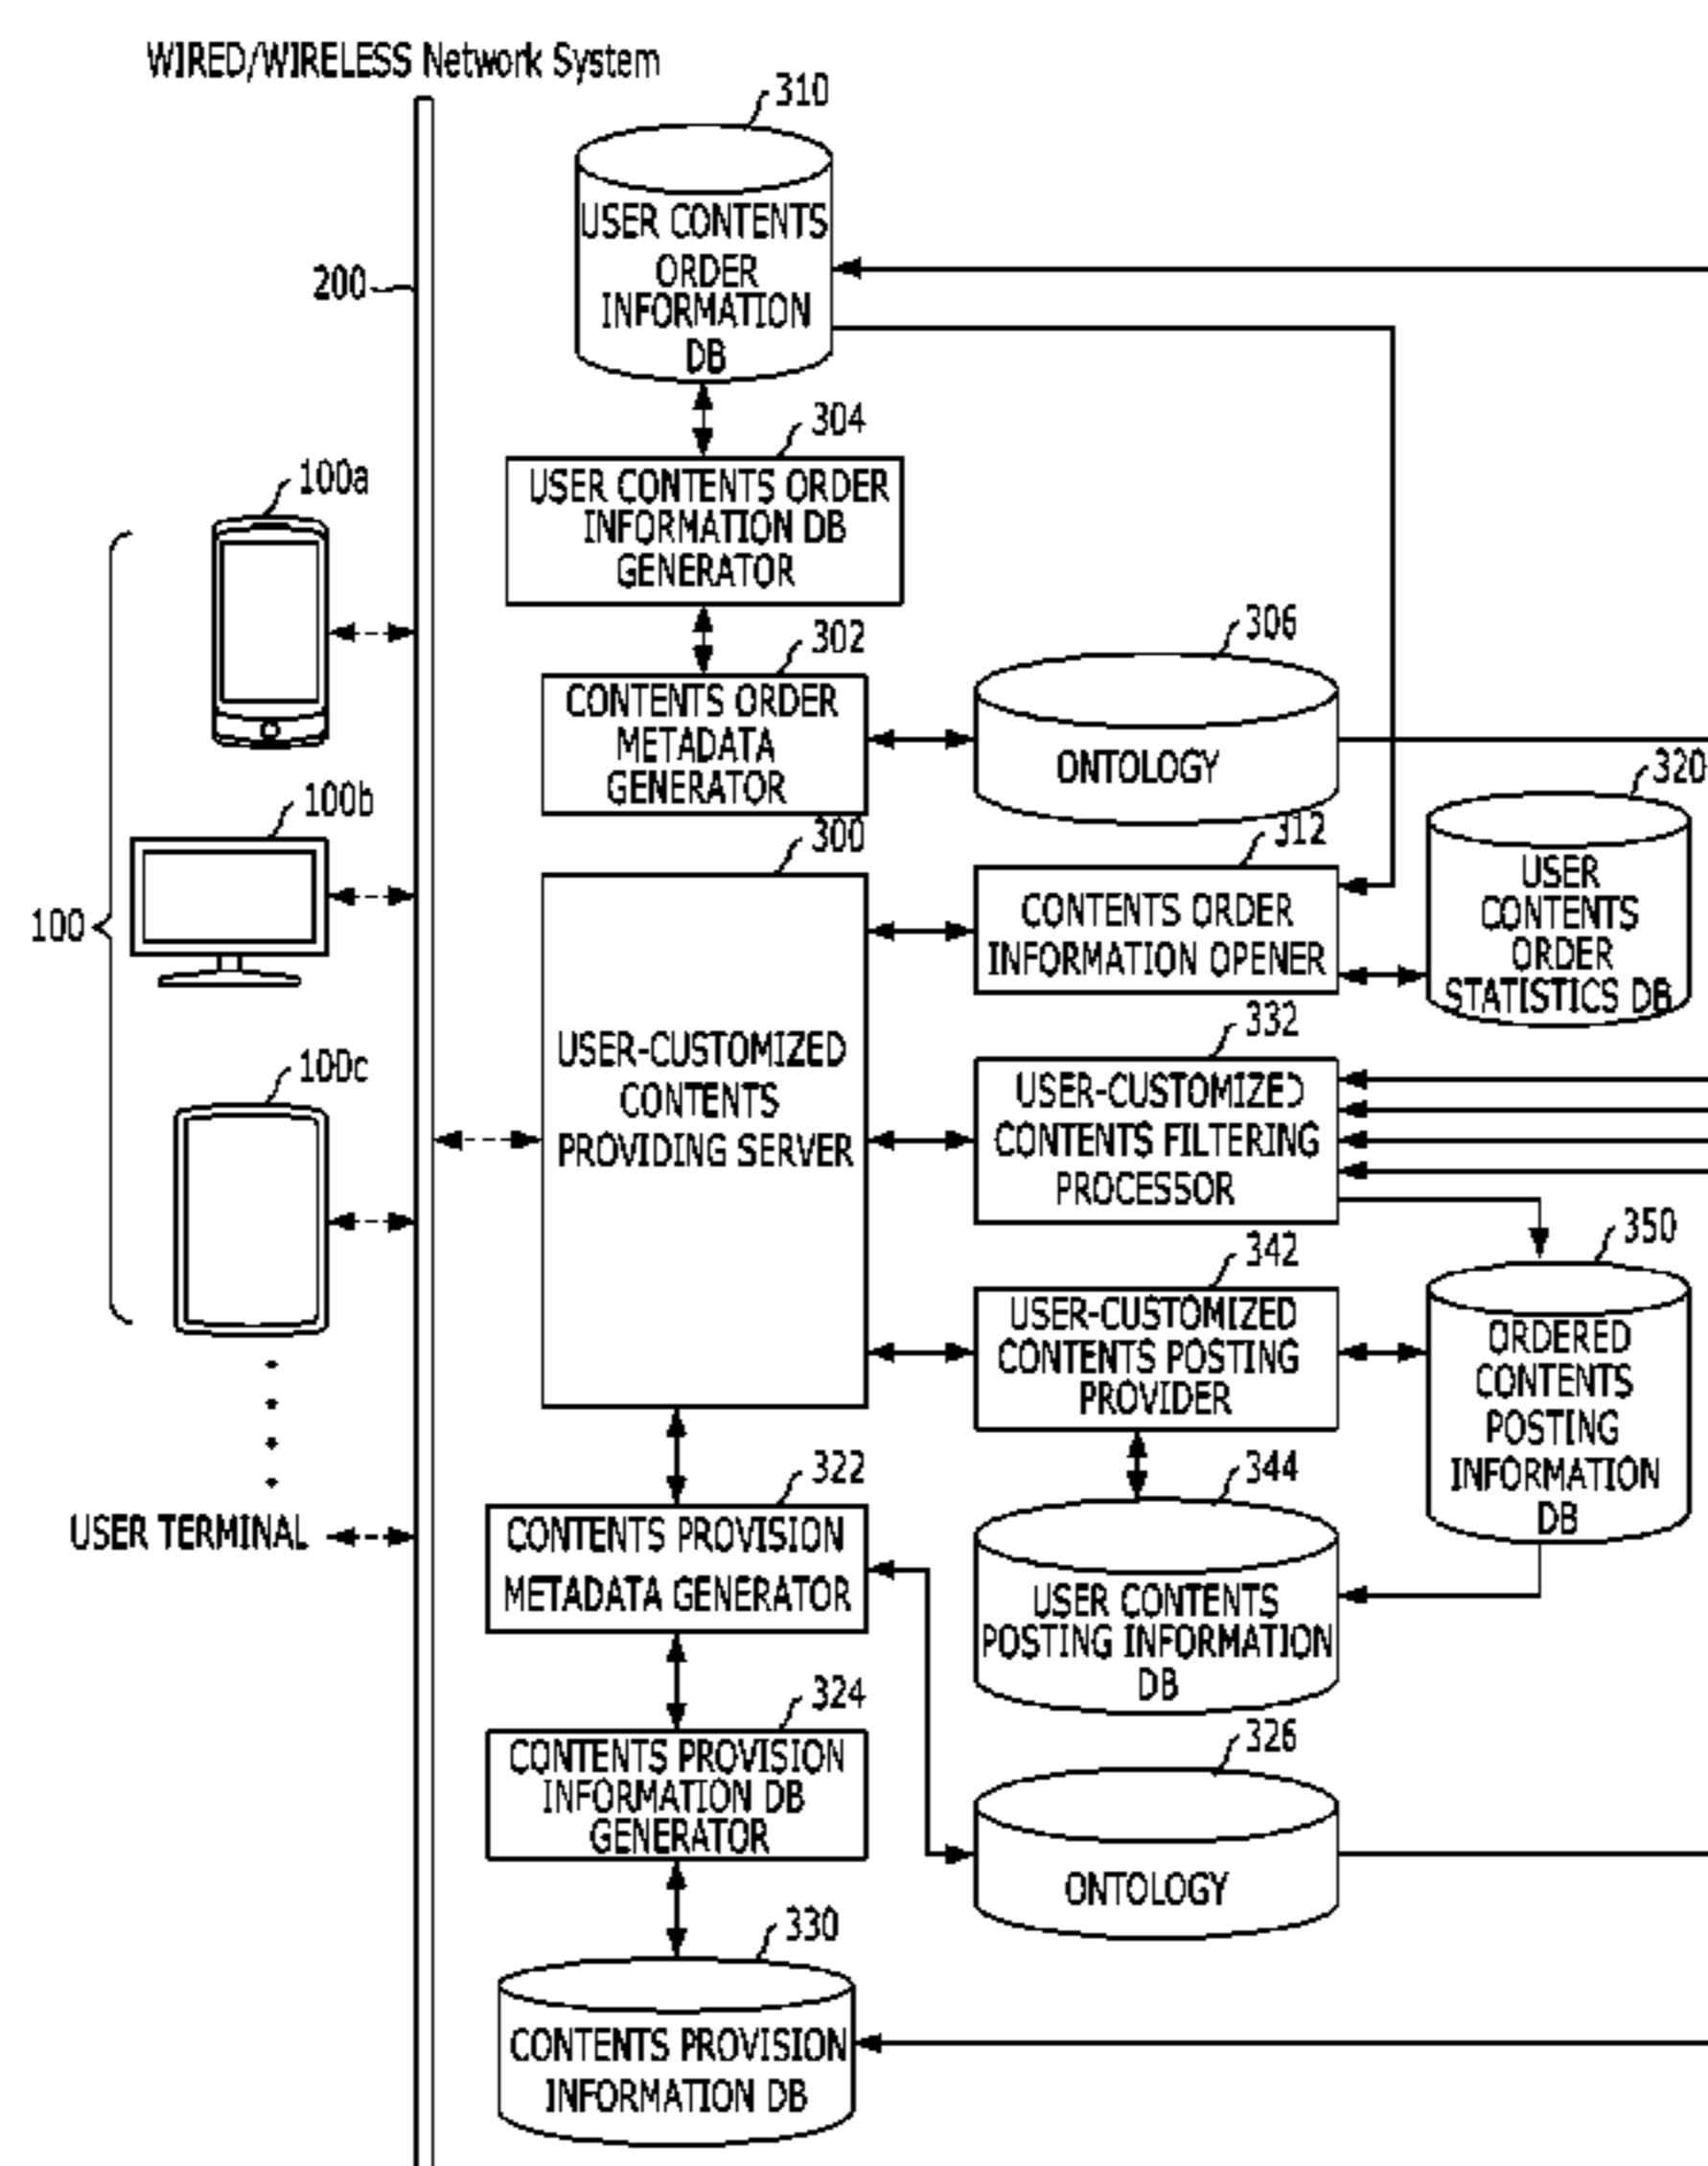 WIRED/WIRELESS Network System
310
USER CONTENTS
ORDER
INFORMATION
DB
200
304
USER CONTENTS ORDER
INFORMATION DB
GENERATOR
100a
302
CONTENTS ORDER
METADATA
GENERATOR
306
ONTOLOGY
320
USER
CONTENTS
ORDER
STATISTICS DB
100b
100
300
USER-CUSTOMIZED
CONTENTS
PROVIDING SERVER
312
CONTENTS ORDER
INFORMATION OPENER
332
USER-CUSTOMIZED
CONTENTS FILTERING
PROCESSOR
100c
350
ORDERED
CONTENTS
POSTING
INFORMATION
DB
342
USER-CUSTOMIZED
CONTENTS POSTING
PROVIDER
USER TERMINAL
322
CONTENTS PROVISION
METADATA GENERATOR
344
USER CONTENTS
POSTING INFORMATION
DB
324
CONTENTS PROVISION
INFORMATION DB
GENERATOR
326
ONTOLOGY
330
CONTENTS PROVISION
INFORMATION DB